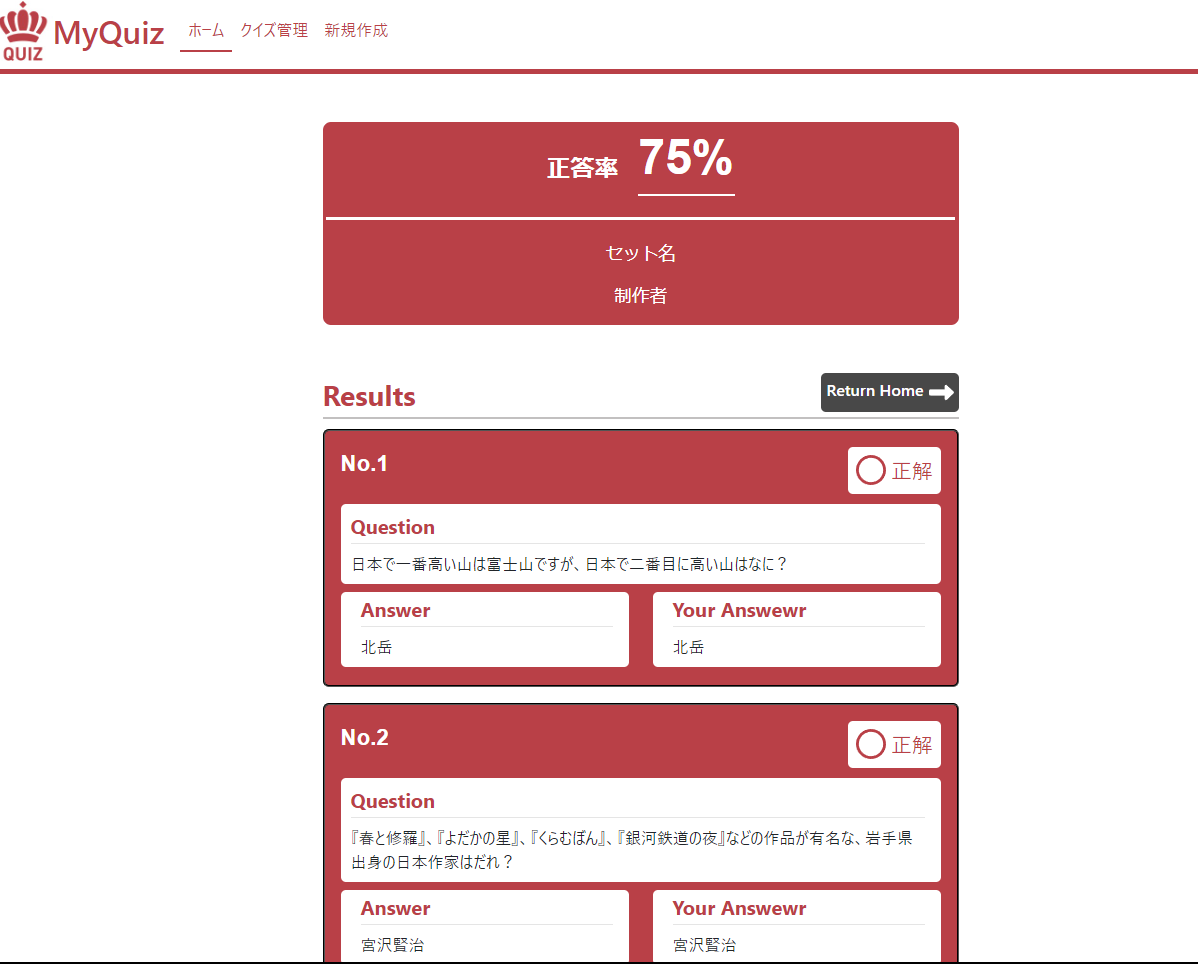 QUIZ
MyQuiz ホーム クイズ管理 新規作成
正答率 75%
セット名
制作者
Results Return Home
No.1 正解
Question
日本で一番高い山は富士山ですが、日本で二番目に高い山はなに？
Answer Your Answewr
北岳 北岳
No.2 正解
Question
『春と修羅』、『よだかの星』、『くらむぼん』、『銀河鉄道の夜』などの作品が有名な、岩手県
出身の日本作家はだれ？
Answer Your Answewr
宮沢賢治 宮沢賢治